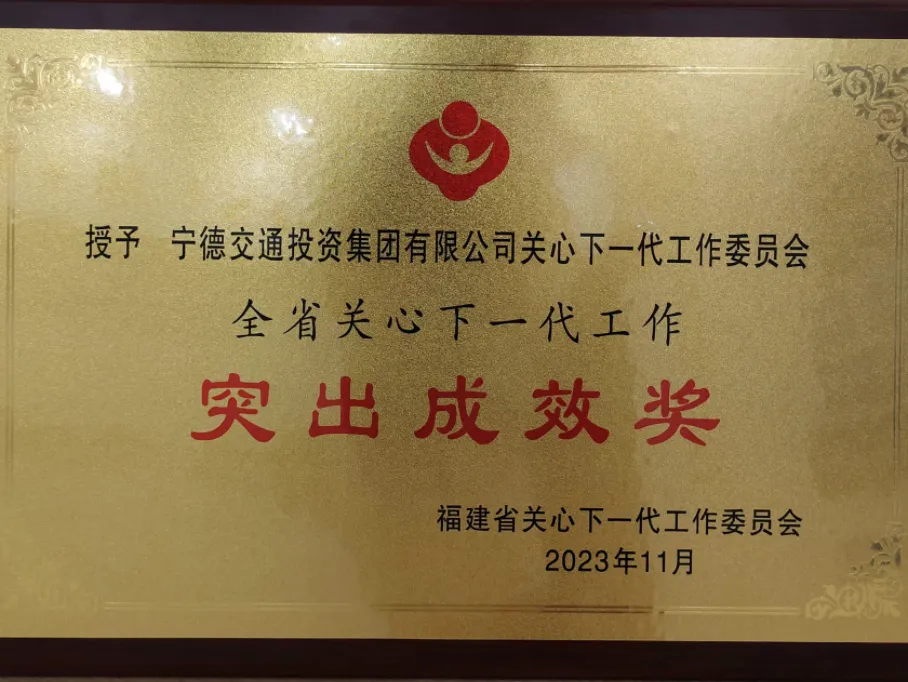 授予 宁德交通投资集团有限公司关心下一代工作委员会
全省关心下一代工作
突出成效奖
福建省关心下一代工作委员会
2023年11月